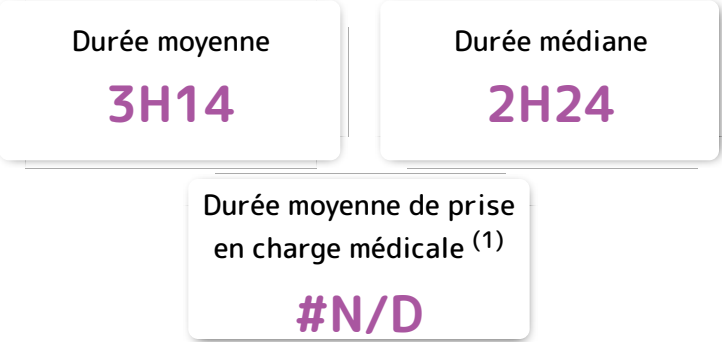 Durée moyenne
3H14
Durée médiane
2H24
Durée moyenne de prise
en charge médicale (1)
#N/D